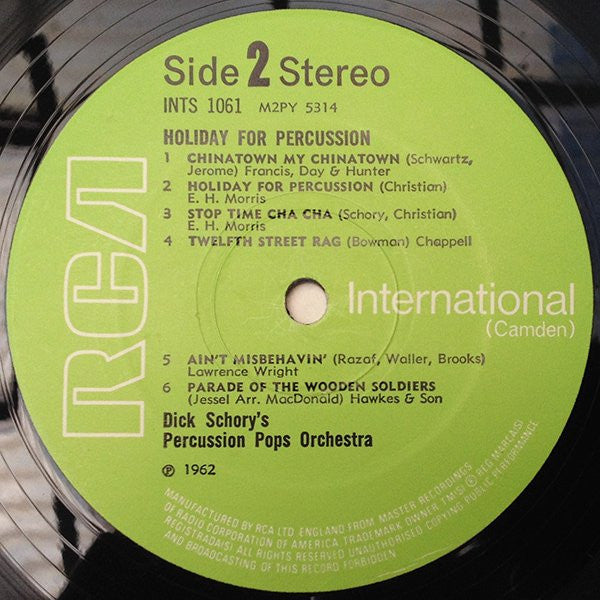 Side 2 Stereo
INTS 1061 M2PY 5314
HOLIDAY FOR PERCUSSION
1 CHINATOWN MY CHINATOWN (Schwartz,
Jerome) Francis, Day & Hunter
2 HOLIDAY FOR PERCUSSION (Christian)
E. H. Morris
3 STOP TIME CHA CHA (Schory, Christian)
E. H. Morris
4 TWELFTH STREET RAG (Bowman) Chappell
RCA
International
(Camden)
5 AIN'T MISBEHAVIN' (Razaf, Waller, Brooks)
Lawrence Wright
6 PARADE OF THE WOODEN SOLDIERS
(Jessel Arr. MacDonald) Hawkes & Son
Dick Schory's
Percussion Pops Orchestra
℗ 1962
MANUFACTURED BY RCA LTD. ENGLAND FROM MASTER RECORDINGS
OF RADIO CORPORATION OF AMERICA TRADEMARK OWNER TM(S) ® REG MARCA(S)
REGISTRADA(S) ALL RIGHTS RESERVED UNAUTHORISED COPYING PUBLIC PERFORMANCE
AND BROADCASTING OF THIS RECORD FORBIDDEN